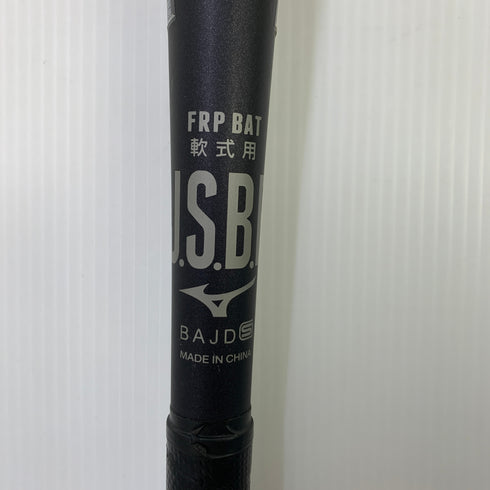 FRP BAT
軟式用
J.S.B.B
BAJD S
MADE IN CHINA